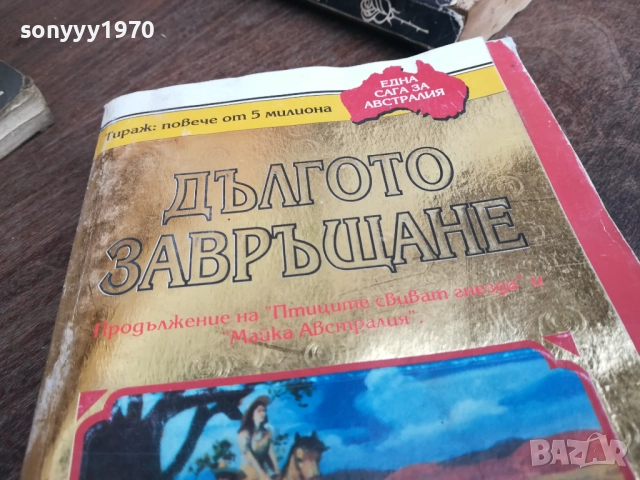 sonyyy1970
ЕДНА
САГА ЗА
АВСТРАЛИЯ
Тираж: повече от 5 милиона
ДЪЛГОТО
ЗАВРЪЩАНЕ
Продължение на "Птиците свиват гнезда" и
"Майка Австралия".
BAZAR